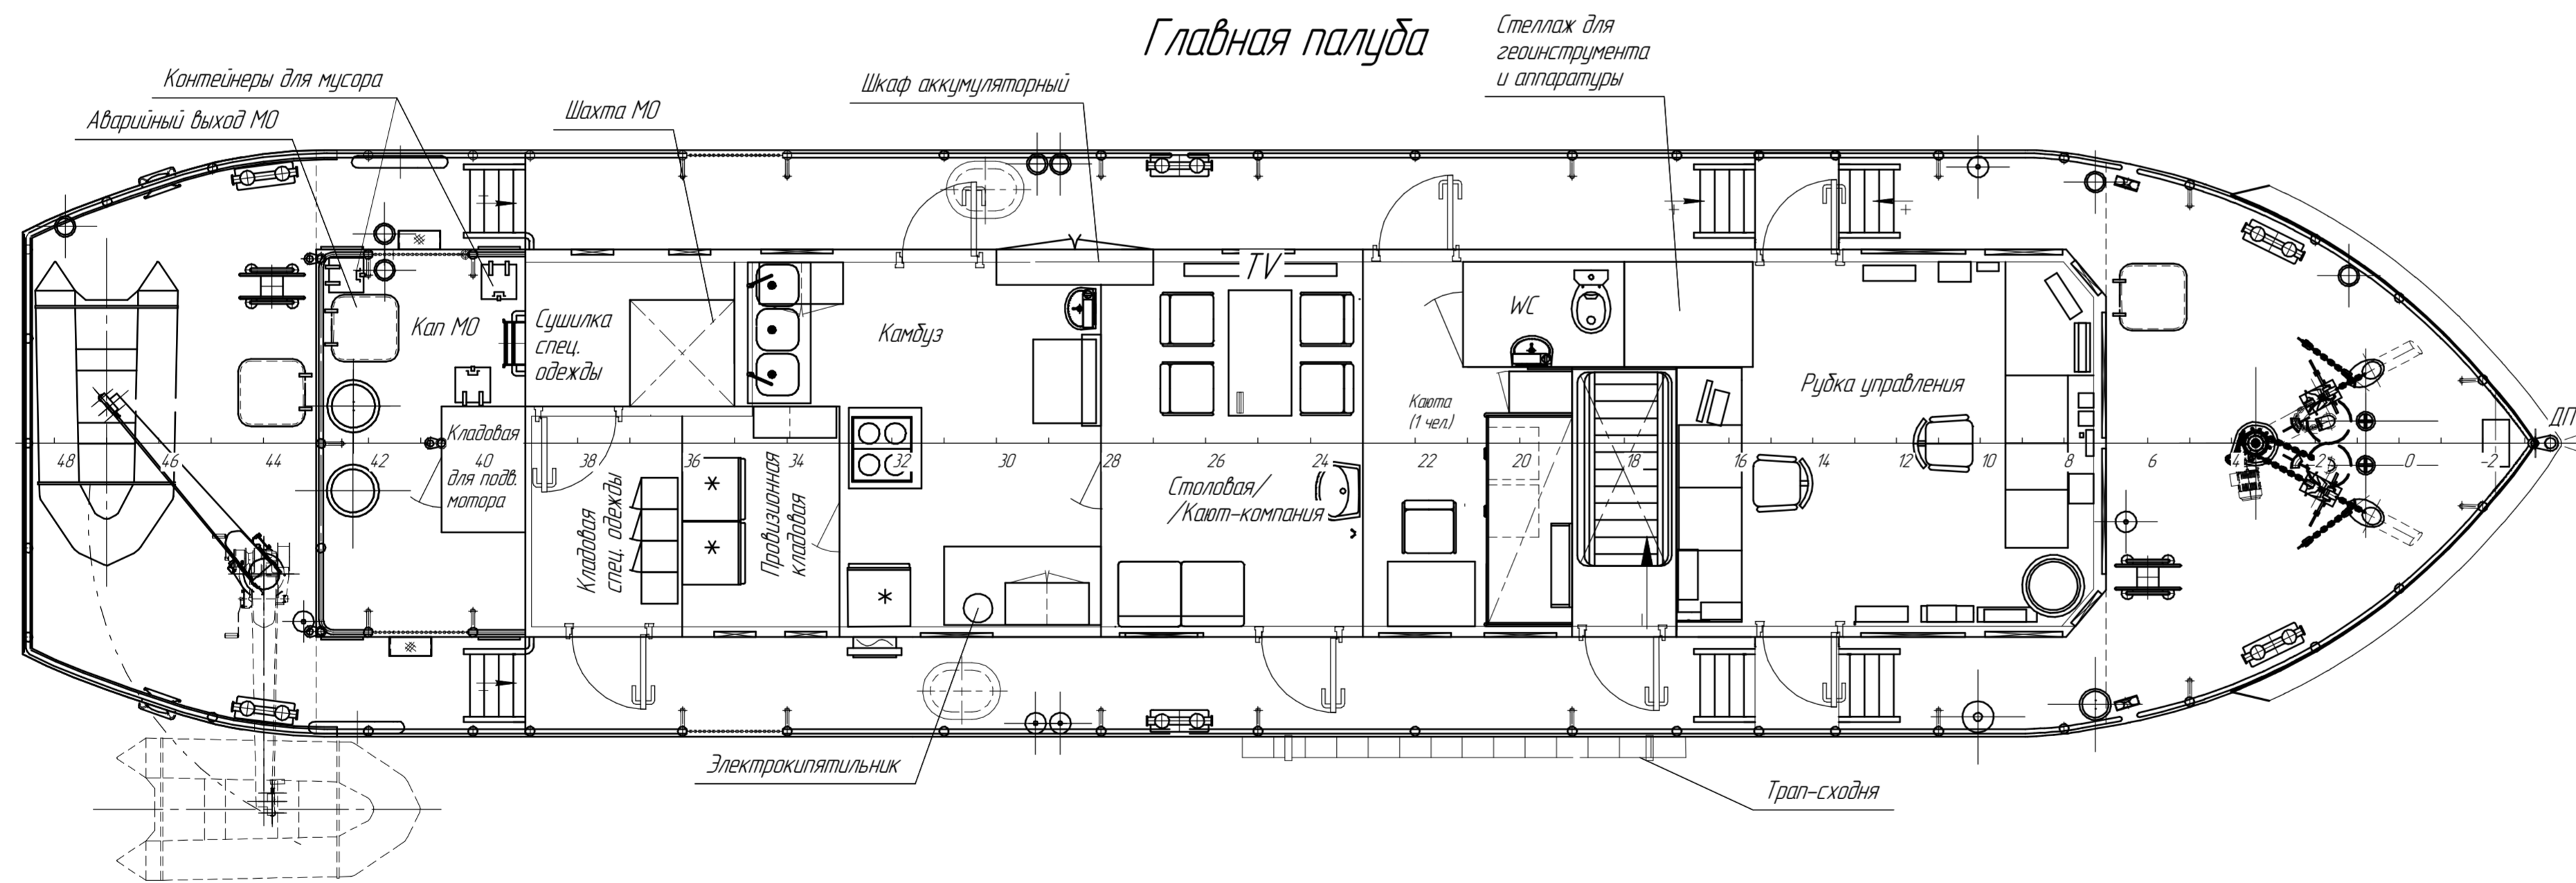 Главная палуба
Стеллаж для
геоинструмента
и аппаратуры
Контейнеры для мусора
Шкаф аккумуляторный
Аварийный выход МО
Шахта МО
TV
Кап МО
Сушилка
спец.
одежды
Камбуз
WC
Рубка управления
Каюта
(1 чел.)
Кладовая
для подв.
мотора
ДП
48 46 44 42 40 38 36 34 32 30 28 26 24 22 20 18 16 14 12 10 8 6 4 2 0 -2
Кладовая
спец. одежды
Провизионная
кладовая
Столовая/
/Кают-компания
Электрокипятильник
Трап-сходня